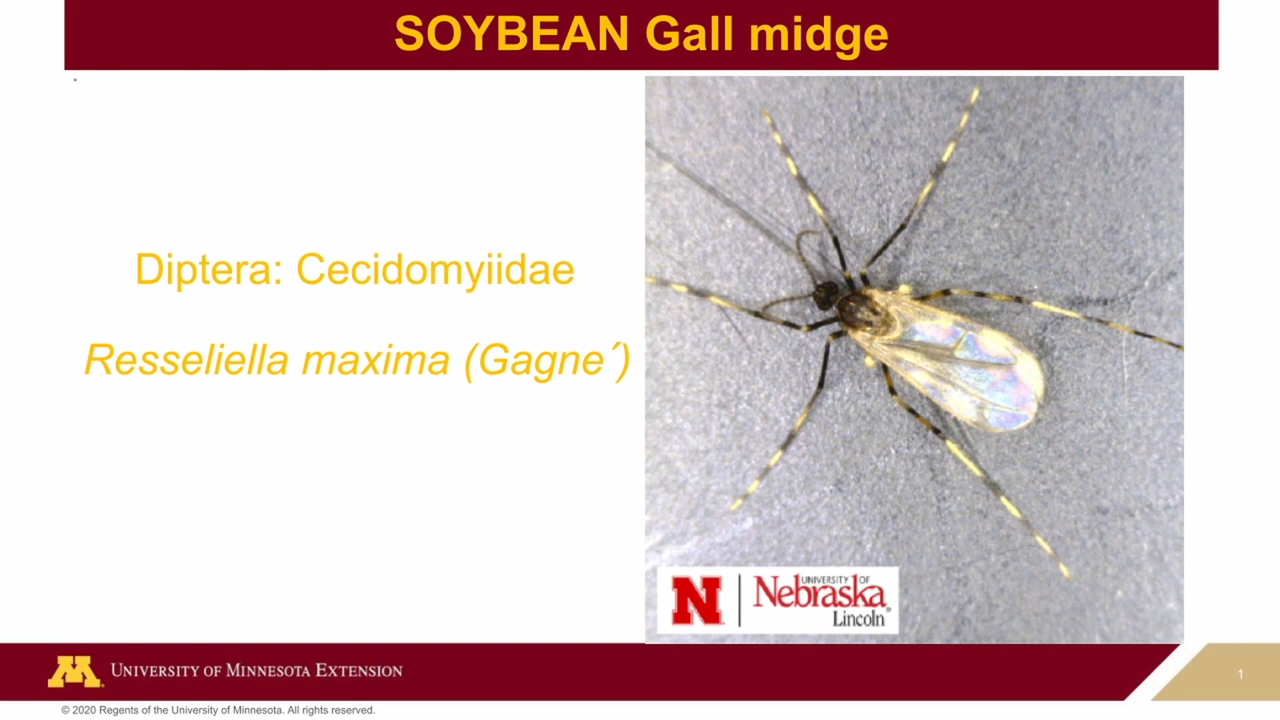 SOYBEAN Gall midge
Diptera: Cecidomyiidae
Resseliella maxima (Gagne´)
N
UNIVERSITY OF
Nebraska®
Lincoln
M
UNIVERSITY OF MINNESOTA EXTENSION
1
© 2020 Regents of the University of Minnesota. All rights reserved.